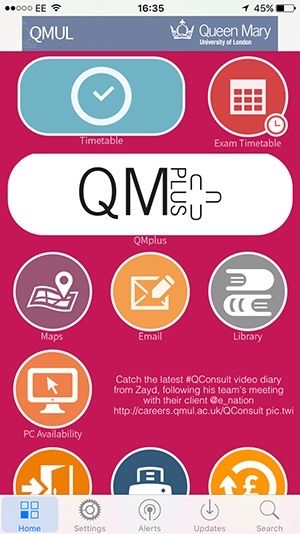 EE 16:35 45%
QMUL Queen Mary
University of London
Timetable Exam Timetable
QM PLUS
QMplus
Maps Email Library
Catch the latest #QConsult video diary
from Zayd, following his team's meeting
with their client @e_nation
http://careers.qmul.ac.uk/QConsult pic.twi
PC Availability
Home Settings Alerts Updates Search